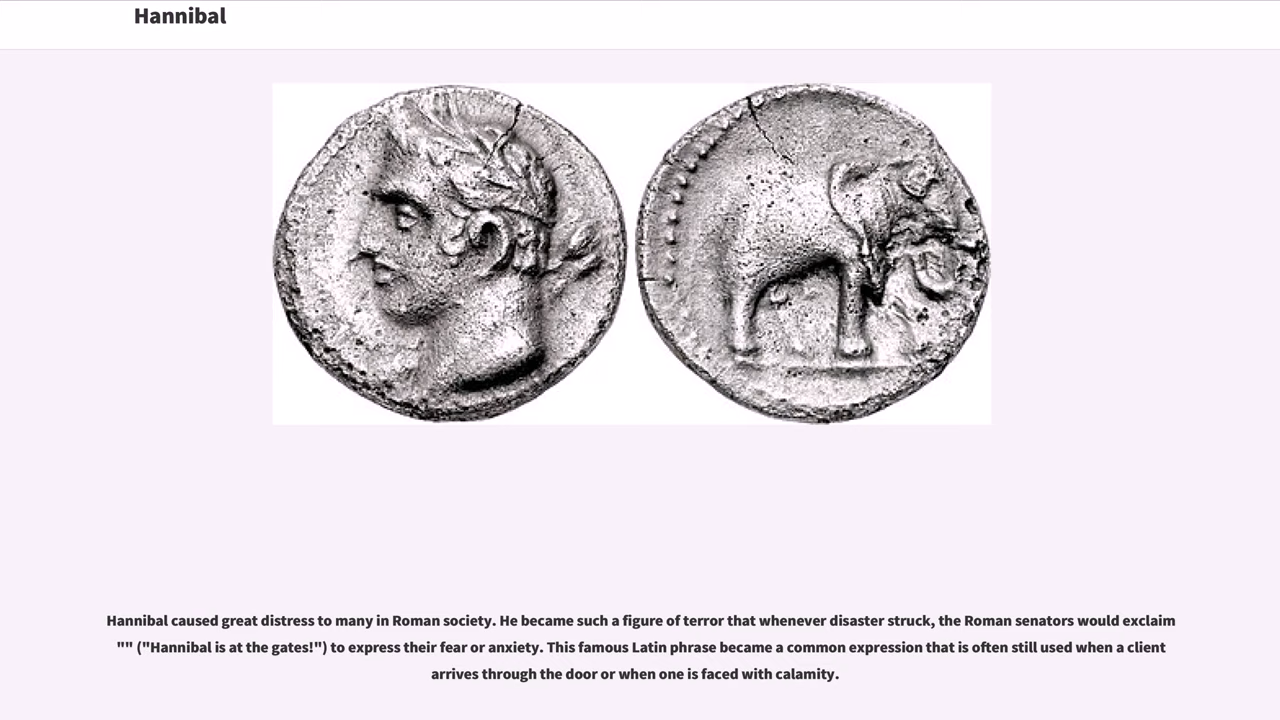 Hannibal
Hannibal caused great distress to many in Roman society. He became such a figure of terror that whenever disaster struck, the Roman senators would exclaim
"" ("Hannibal is at the gates!") to express their fear or anxiety. This famous Latin phrase became a common expression that is often still used when a client
arrives through the door or when one is faced with calamity.